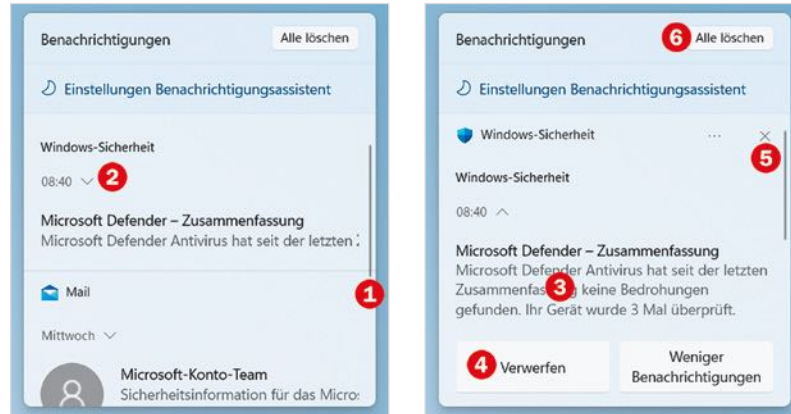 Benachrichtigungen
Alle löschen
Einstellungen Benachrichtigungsassistent
Windows-Sicherheit
08:40
2
Microsoft Defender – Zusammenfassung
Microsoft Defender Antivirus hat seit der letzten
Mail
1
Mittwoch
Microsoft-Konto-Team
Sicherheitsinformation für das
Benachrichtigungen
6
Alle löschen
Einstellungen Benachrichtigungsassistent
Windows-Sicherheit
5
Windows-Sicherheit
08:40
Microsoft Defender – Zusammenfassung
Microsoft Defender Antivirus hat seit der letzten
3
keine Bedrohungen
gefunden. Ihr Gerät wurde 3 Mal überprüft.
4
Verwerfen
Weniger
Benachrichtigungen